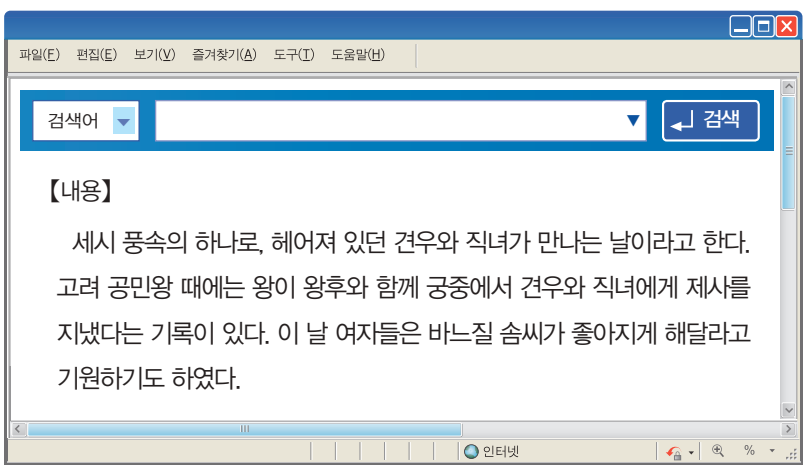 파일(F) 편집(E) 보기(V) 즐겨찾기(A) 도구(T) 도움말(H)
검색어 ▼ ▼ 검색
【내용】
세시 풍속의 하나로, 헤어져 있던 견우와 직녀가 만나는 날이라고 한다.
고려 공민왕 때에는 왕이 왕후와 함께 궁중에서 견우와 직녀에게 제사를
지냈다는 기록이 있다. 이 날 여자들은 바느질 솜씨가 좋아지게 해달라고
기원하기도 하였다.
인터넷 %